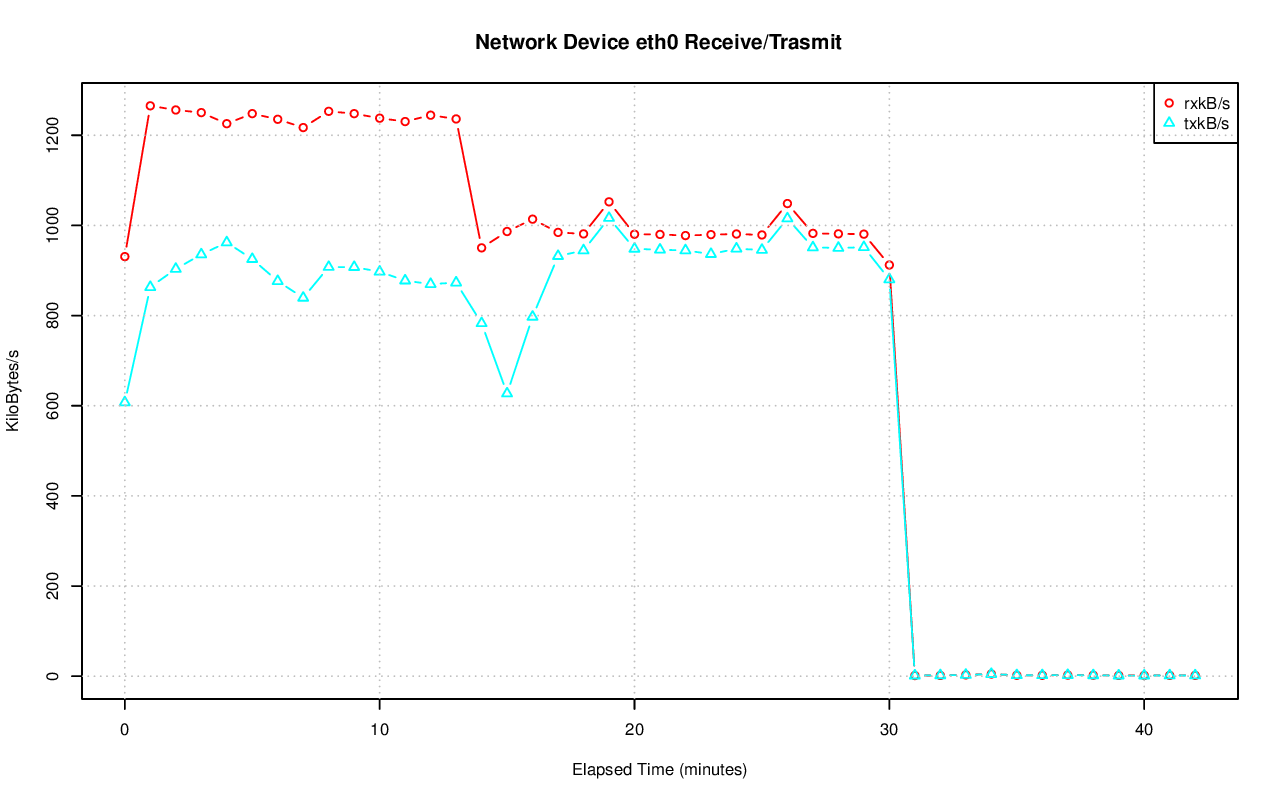 Network Device eth0 Receive/Trasmit
rxkB/s
txkB/s
KiloBytes/s
1200
1000
800
600
400
200
0
0 10 20 30 40
Elapsed Time (minutes)